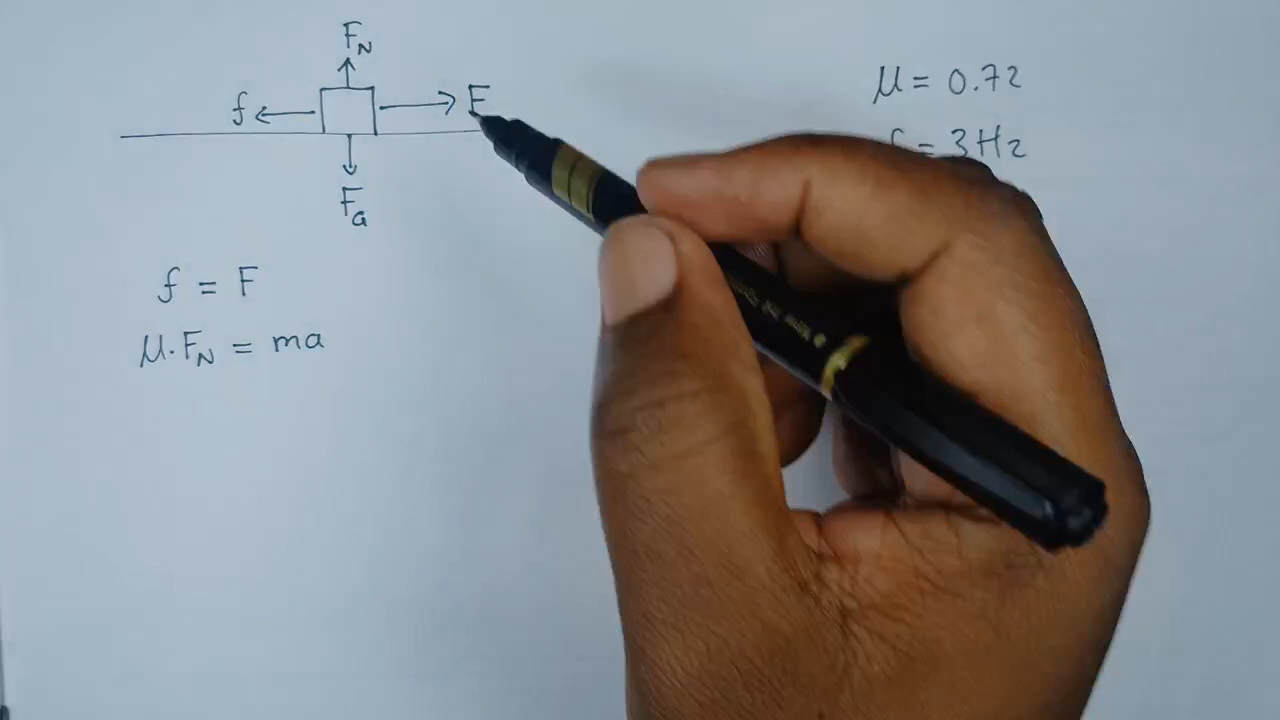 F_N
f
F
F_G
μ = 0.72
f = 3Hz
f = F
μ.F_N = ma